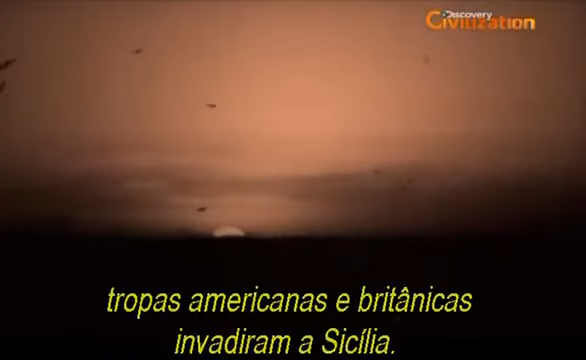 Discovery
Civilization
tropas americanas e britânicas
invadiram a Sicília.